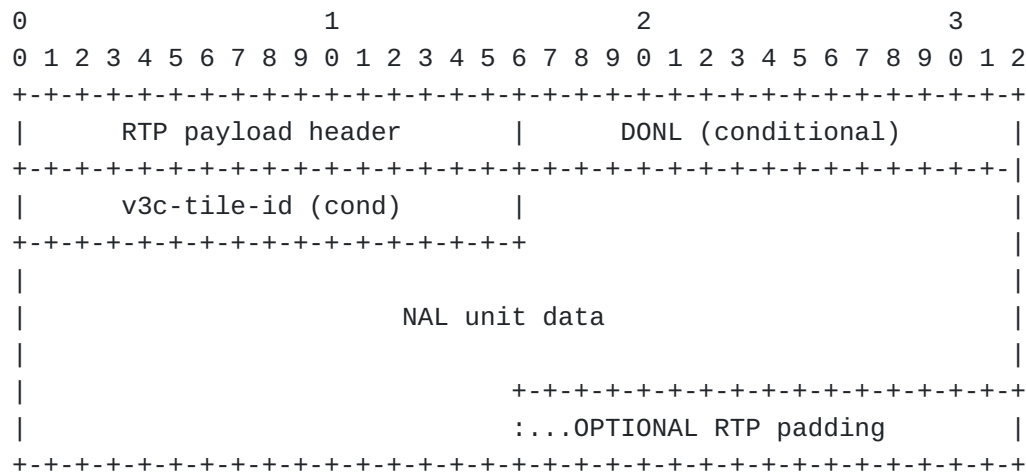 0                   1                   2                   3
0 1 2 3 4 5 6 7 8 9 0 1 2 3 4 5 6 7 8 9 0 1 2 3 4 5 6 7 8 9 0 1 2
+-+-+-+-+-+-+-+-+-+-+-+-+-+-+-+-+-+-+-+-+-+-+-+-+-+-+-+-+-+-+-+-+
|      RTP payload header       |        DONL (conditional)     |
+-+-+-+-+-+-+-+-+-+-+-+-+-+-+-+-+-+-+-+-+-+-+-+-+-+-+-+-+-+-+-+-|
|      v3c-tile-id (cond)       |                               |
+-+-+-+-+-+-+-+-+-+-+-+-+-+-+-+-+                               |
|                                                               |
|                        NAL unit data                          |
|                                                               |
|                               +-+-+-+-+-+-+-+-+-+-+-+-+-+-+-+-+
|                               :...OPTIONAL RTP padding        |
+-+-+-+-+-+-+-+-+-+-+-+-+-+-+-+-+-+-+-+-+-+-+-+-+-+-+-+-+-+-+-+-+